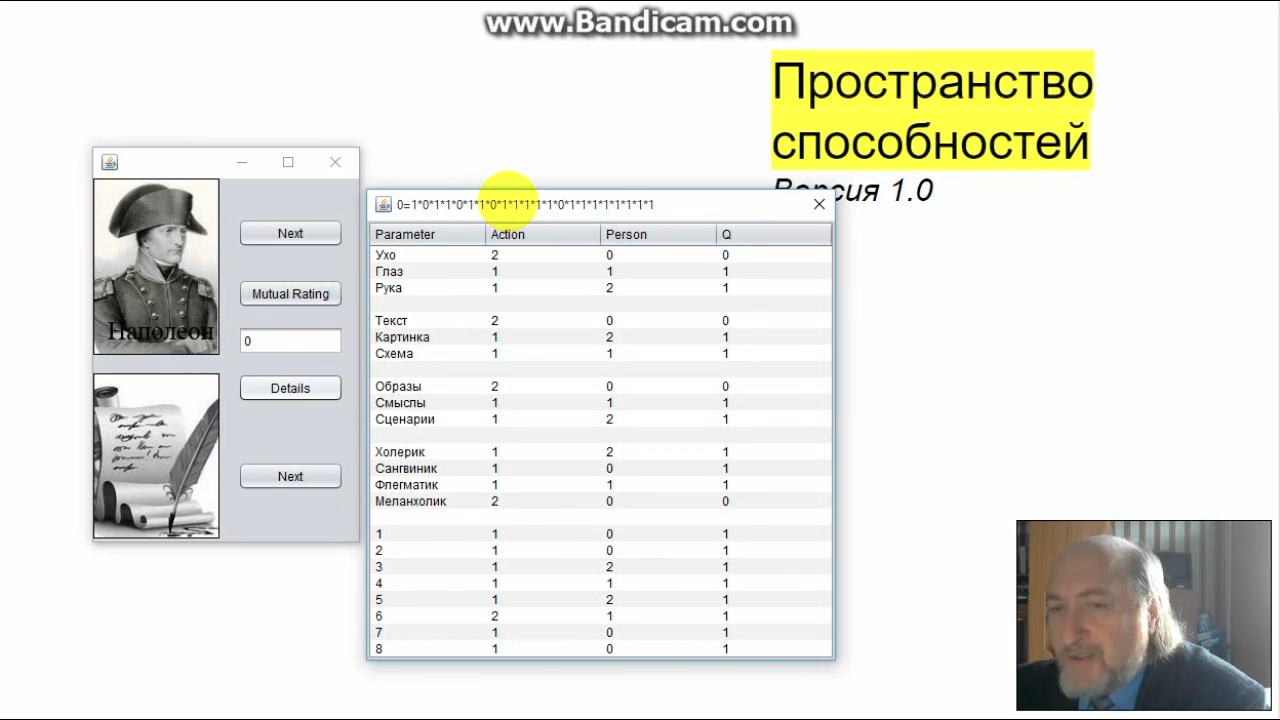 www.Bandicam.com
Пространство
способностей
Версия 1.0
Наполеон
Next
Mutual Rating
0
Details
Next
0=1*0*1*1*0*1*1*0*1*1*1*1*1*0*1*1*1*1*1*1*1*1
Parameter Action Person Q
Ухо 2 0 0
Глаз 1 1 1
Рука 1 2 1
Текст 2 0 0
Картинка 1 2 1
Схема 1 1 1
Образы 2 0 0
Смыслы 1 1 1
Сценарии 1 2 1
Холерик 1 2 1
Сангвиник 1 0 1
Флегматик 1 1 1
Меланхолик 2 0 0
1 1 0 1
2 1 0 1
3 1 2 1
4 1 1 1
5 1 2 1
6 2 1 1
7 1 0 1
8 1 0 1